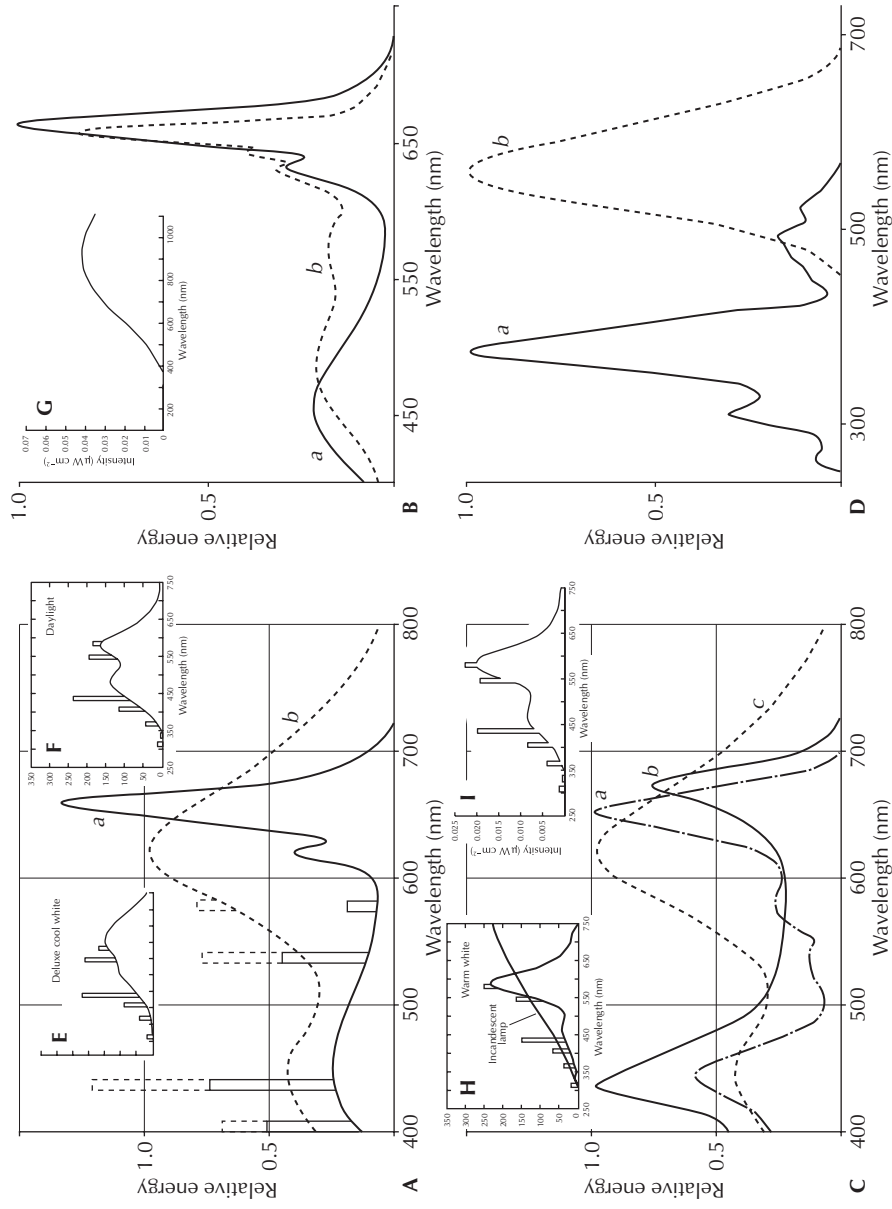 Relative energy
1.0
0.5
E
Deluxe cool white
F
Daylight
350
300
250
200
150
100
50
0
250 350 450 550 650 750
a
b
400 500 600 700 800
A
Wavelength (nm)
Relative energy
1.0
0.5
G
Intensity (μW cm⁻²)
0.07
0.06
0.05
0.04
0.03
0.02
0.01
0
200 400 600 800 1000
Wavelength (nm)
a
b
450 550 650
B
Wavelength (nm)
Relative energy
1.0
0.5
H
Warm white
Incandescent
lamp
350
300
250
200
150
100
50
0
250 350 450 550 650 750
Wavelength (nm)
I
Intensity (μW cm⁻²)
0.025
0.020
0.015
0.010
0.005
250 350 450 550 650 750
Wavelength (nm)
a
b
c
400 500 600 700 800
C
Wavelength (nm)
Relative energy
1.0
0.5
a
b
300 500 700
D
Wavelength (nm)
Wavelength (nm)